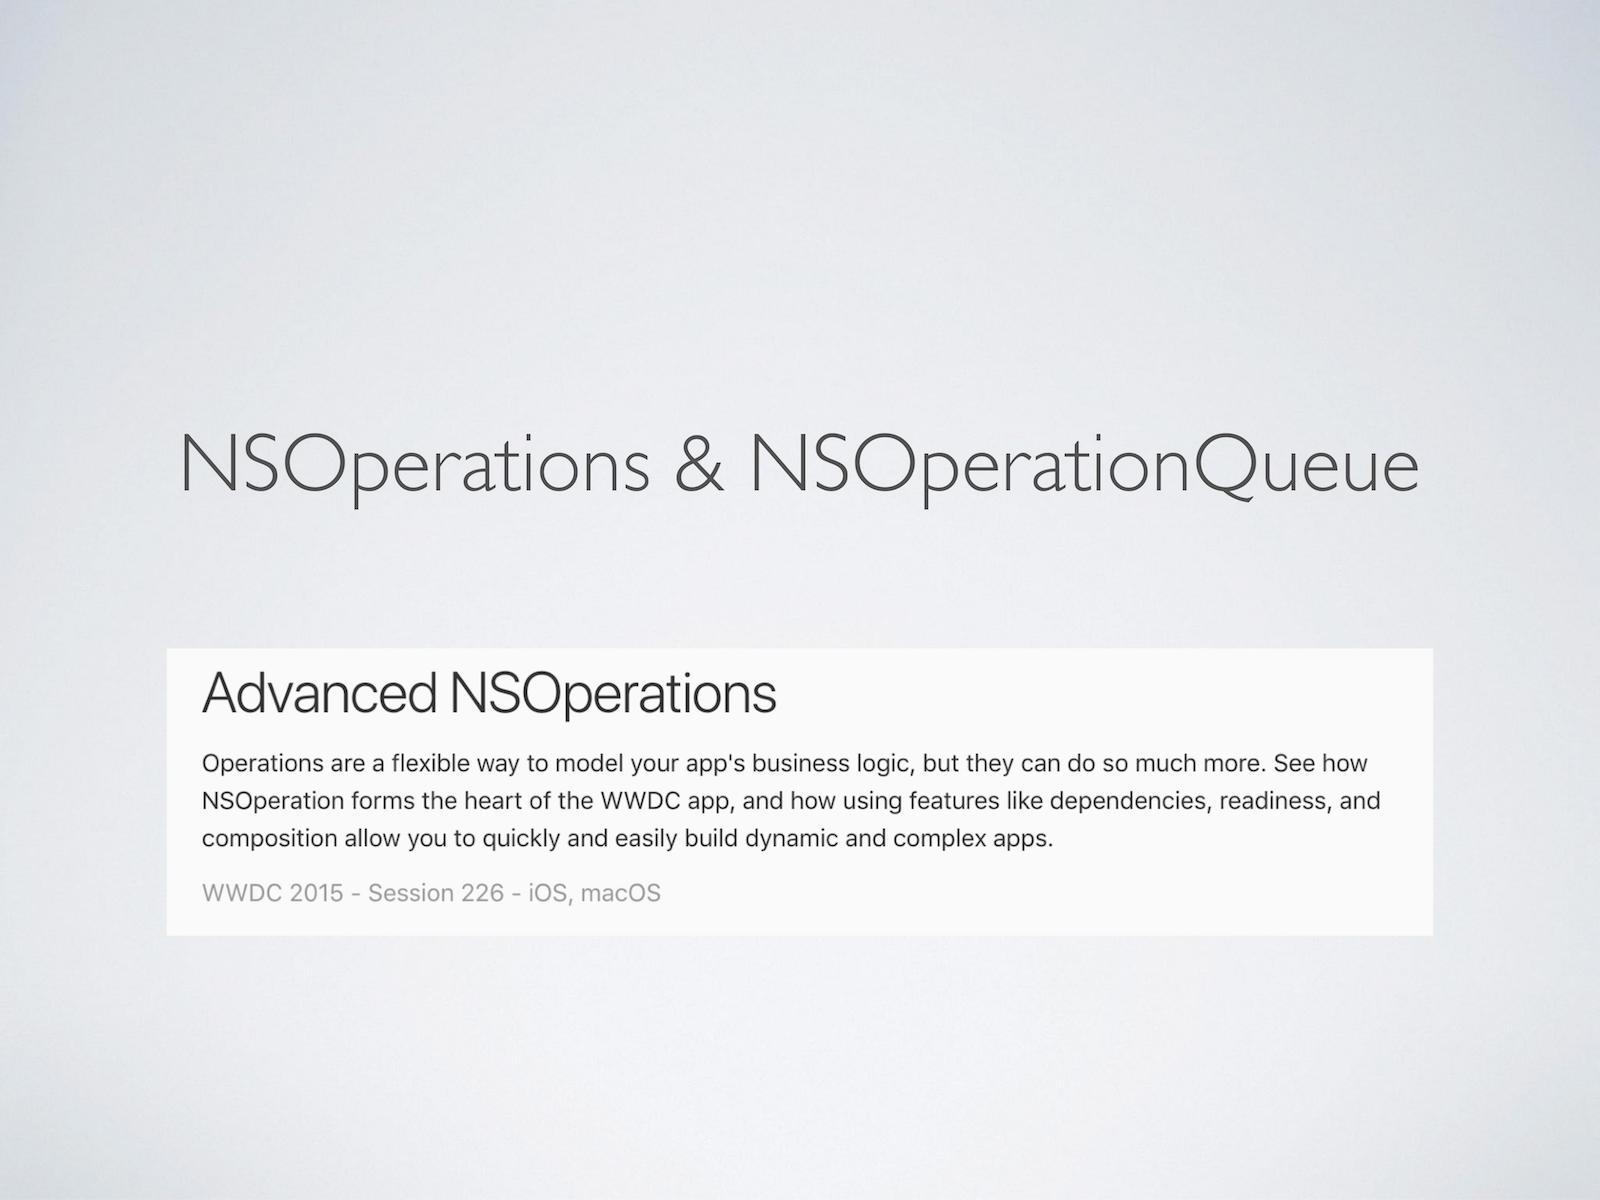 NSOperations & NSOperationQueue
Advanced NSOperations
Operations are a flexible way to model your app's business logic, but they can do so much more. See how
NSOperation forms the heart of the WWDC app, and how using features like dependencies, readiness, and
composition allow you to quickly and easily build dynamic and complex apps.
WWDC 2015 - Session 226 - iOS, macOS